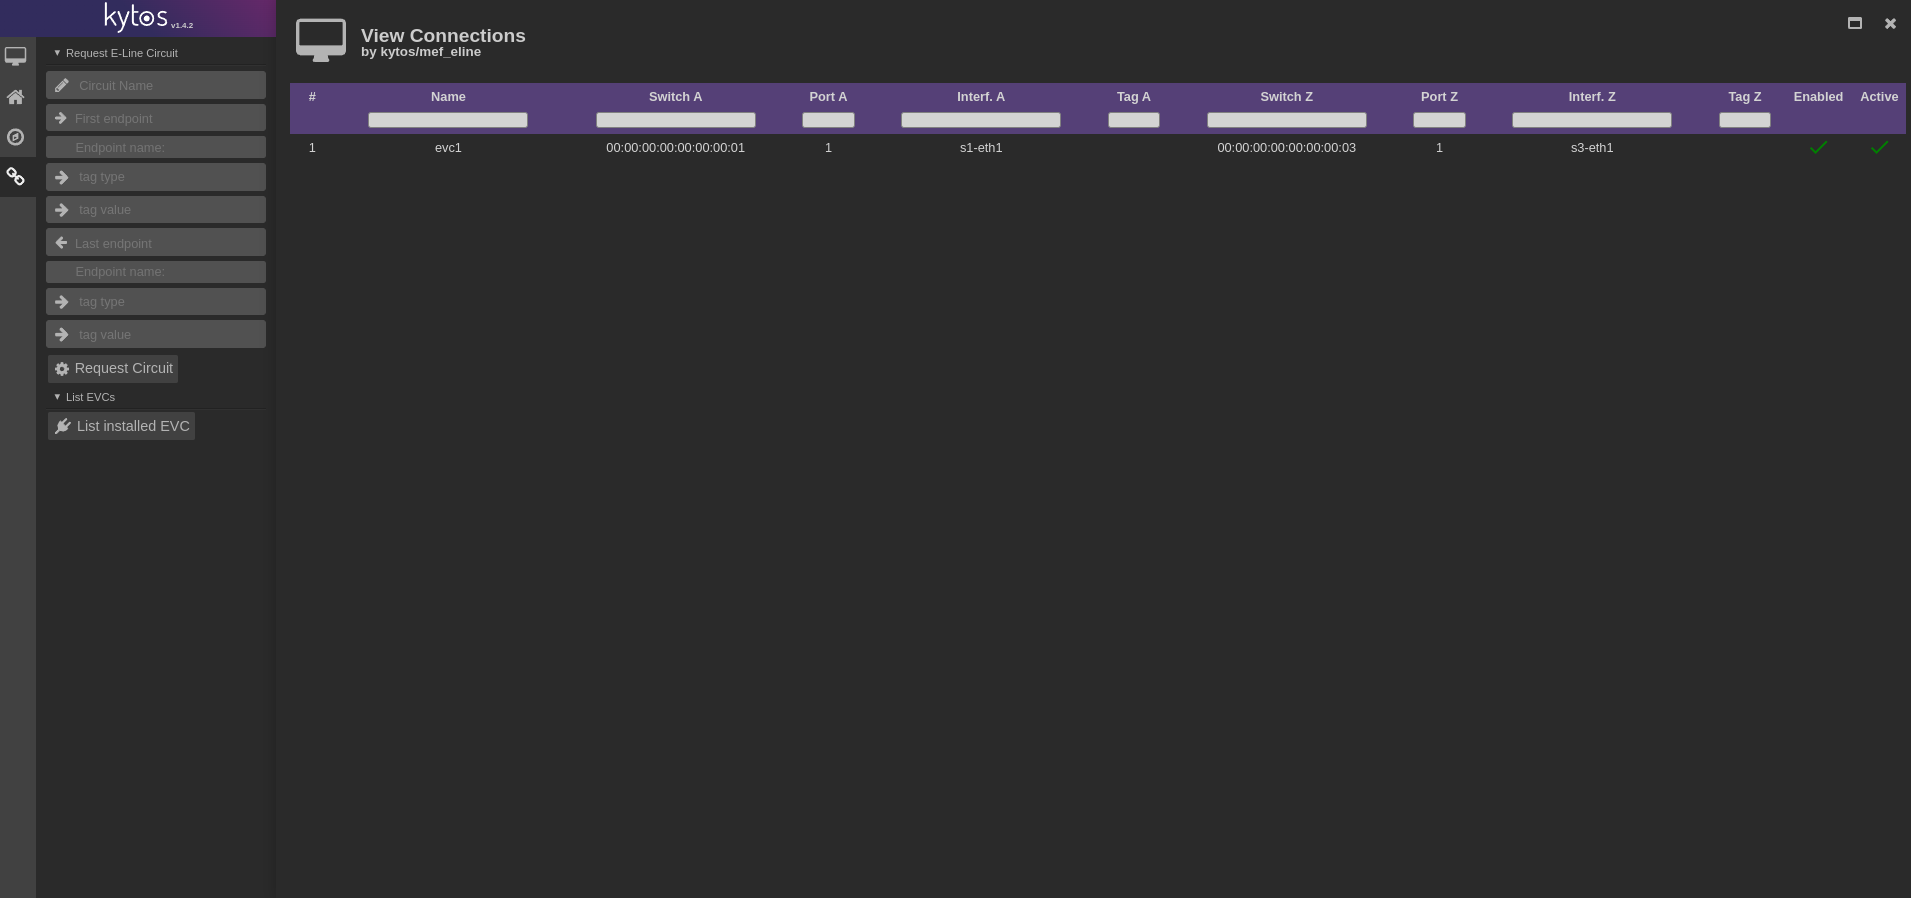 kytos v1.4.2
Request E-Line Circuit
Circuit Name
First endpoint
Endpoint name:
tag type
tag value
Last endpoint
Endpoint name:
tag type
tag value
Request Circuit
List EVCs
List installed EVC
View Connections
by kytos/mef_eline
# Name Switch A Port A Interf. A Tag A Switch Z Port Z Interf. Z Tag Z Enabled Active
1 evc1 00:00:00:00:00:00:00:01 1 s1-eth1 00:00:00:00:00:00:00:03 1 s3-eth1